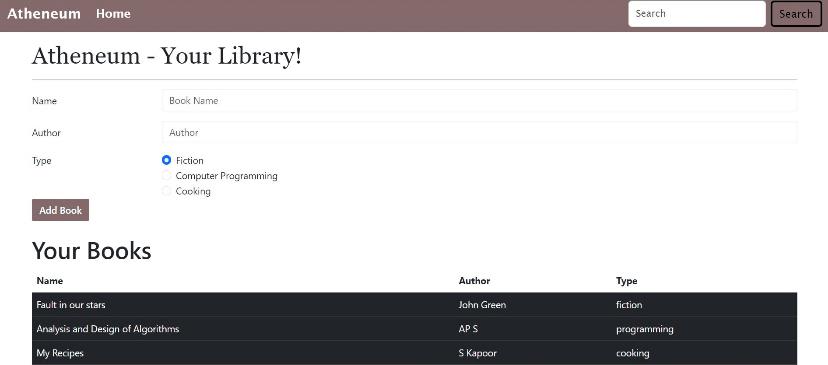 Atheneum Home Search Search
Atheneum - Your Library!
Name Book Name
Author Author
Type Fiction
Computer Programming
Cooking
Add Book
Your Books
Name Author Type
Fault in our stars John Green fiction
Analysis and Design of Algorithms AP S programming
My Recipes S Kapoor cooking